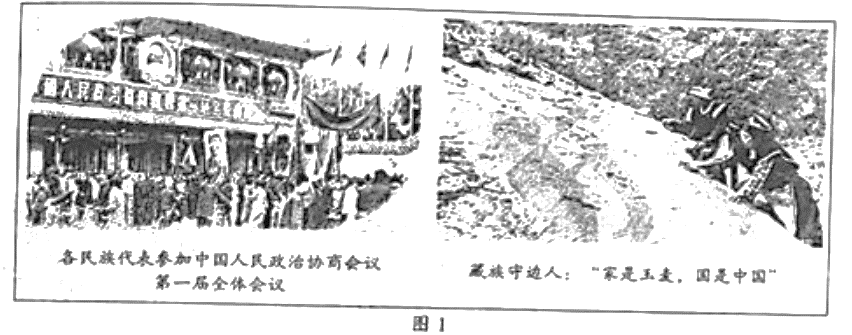 各民族代表参加中国人民政治协商会议
第一届全体会议
藏族守边人：“家是玉麦，国是中国”
图 1